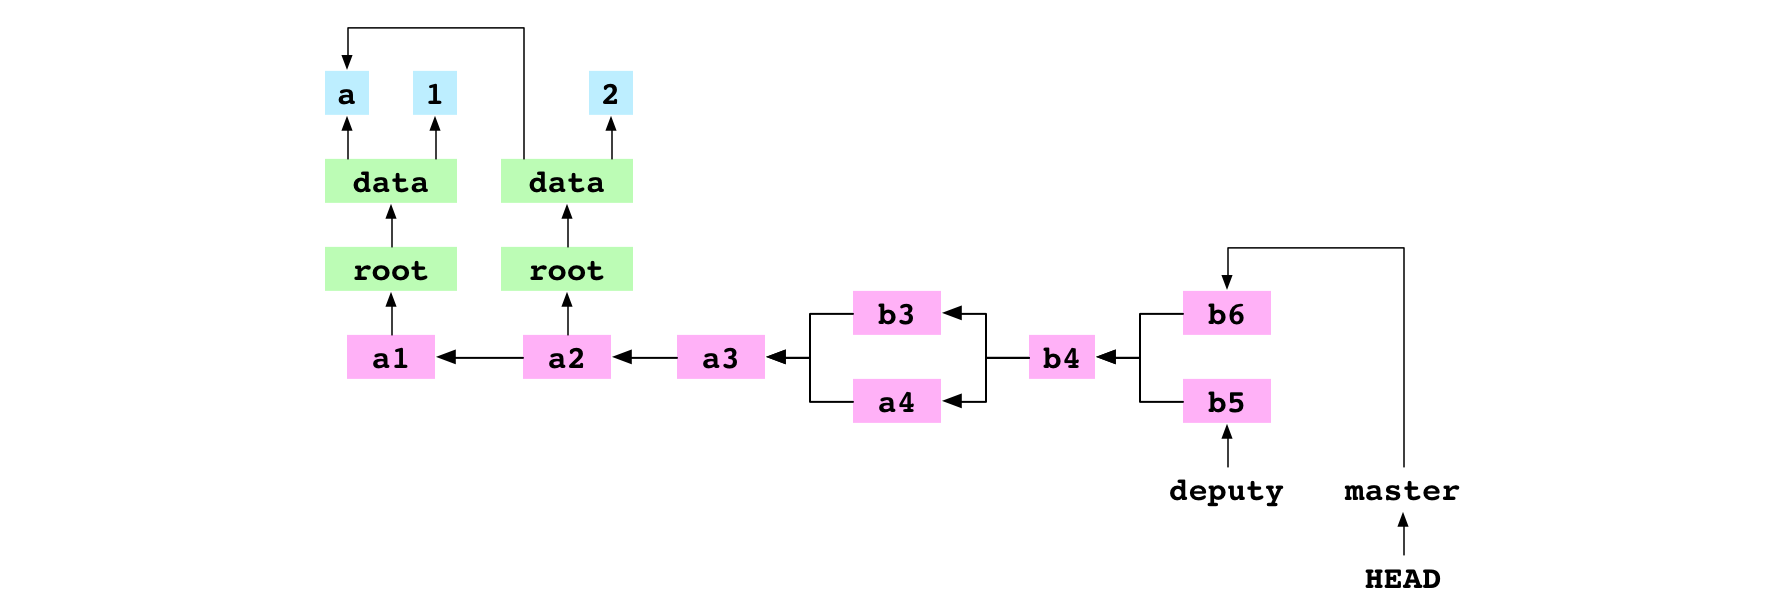 a 1 2
data data
root root
b3 b6
a1 a2 a3 b4
a4 b5
deputy master
HEAD